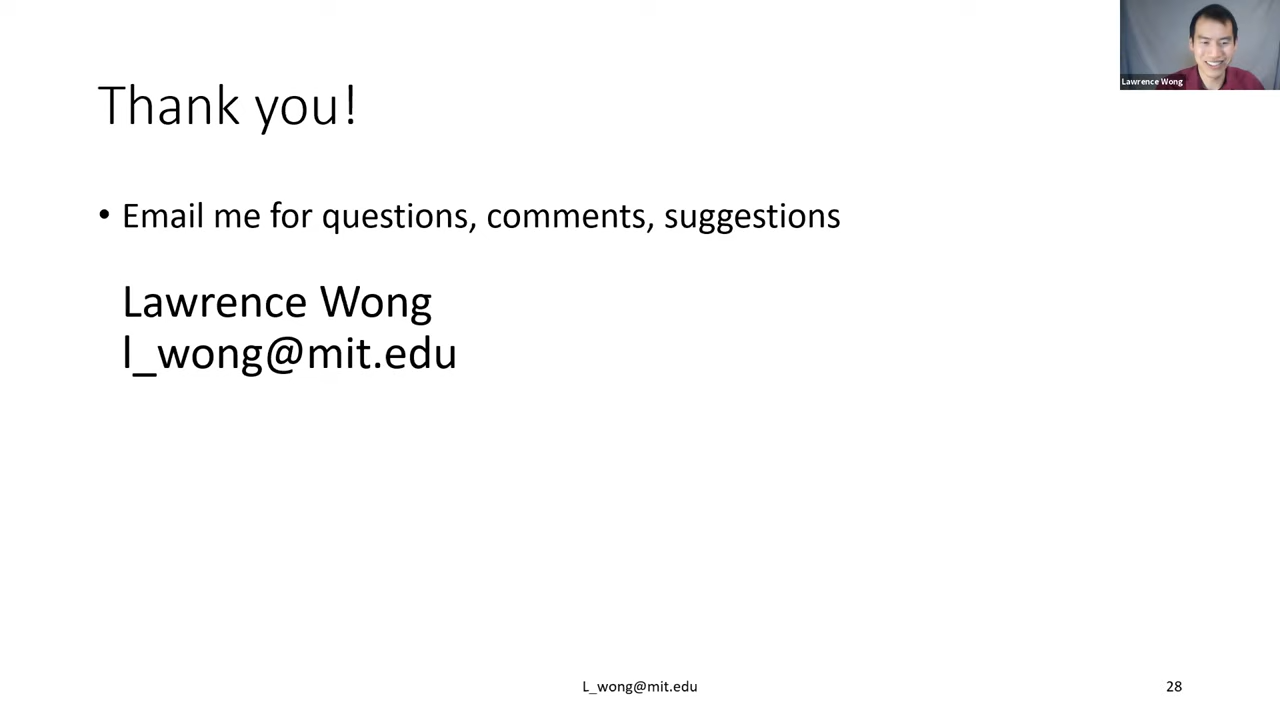 Lawrence Wong
Thank you!
• Email me for questions, comments, suggestions
Lawrence Wong
l_wong@mit.edu
L_wong@mit.edu
28